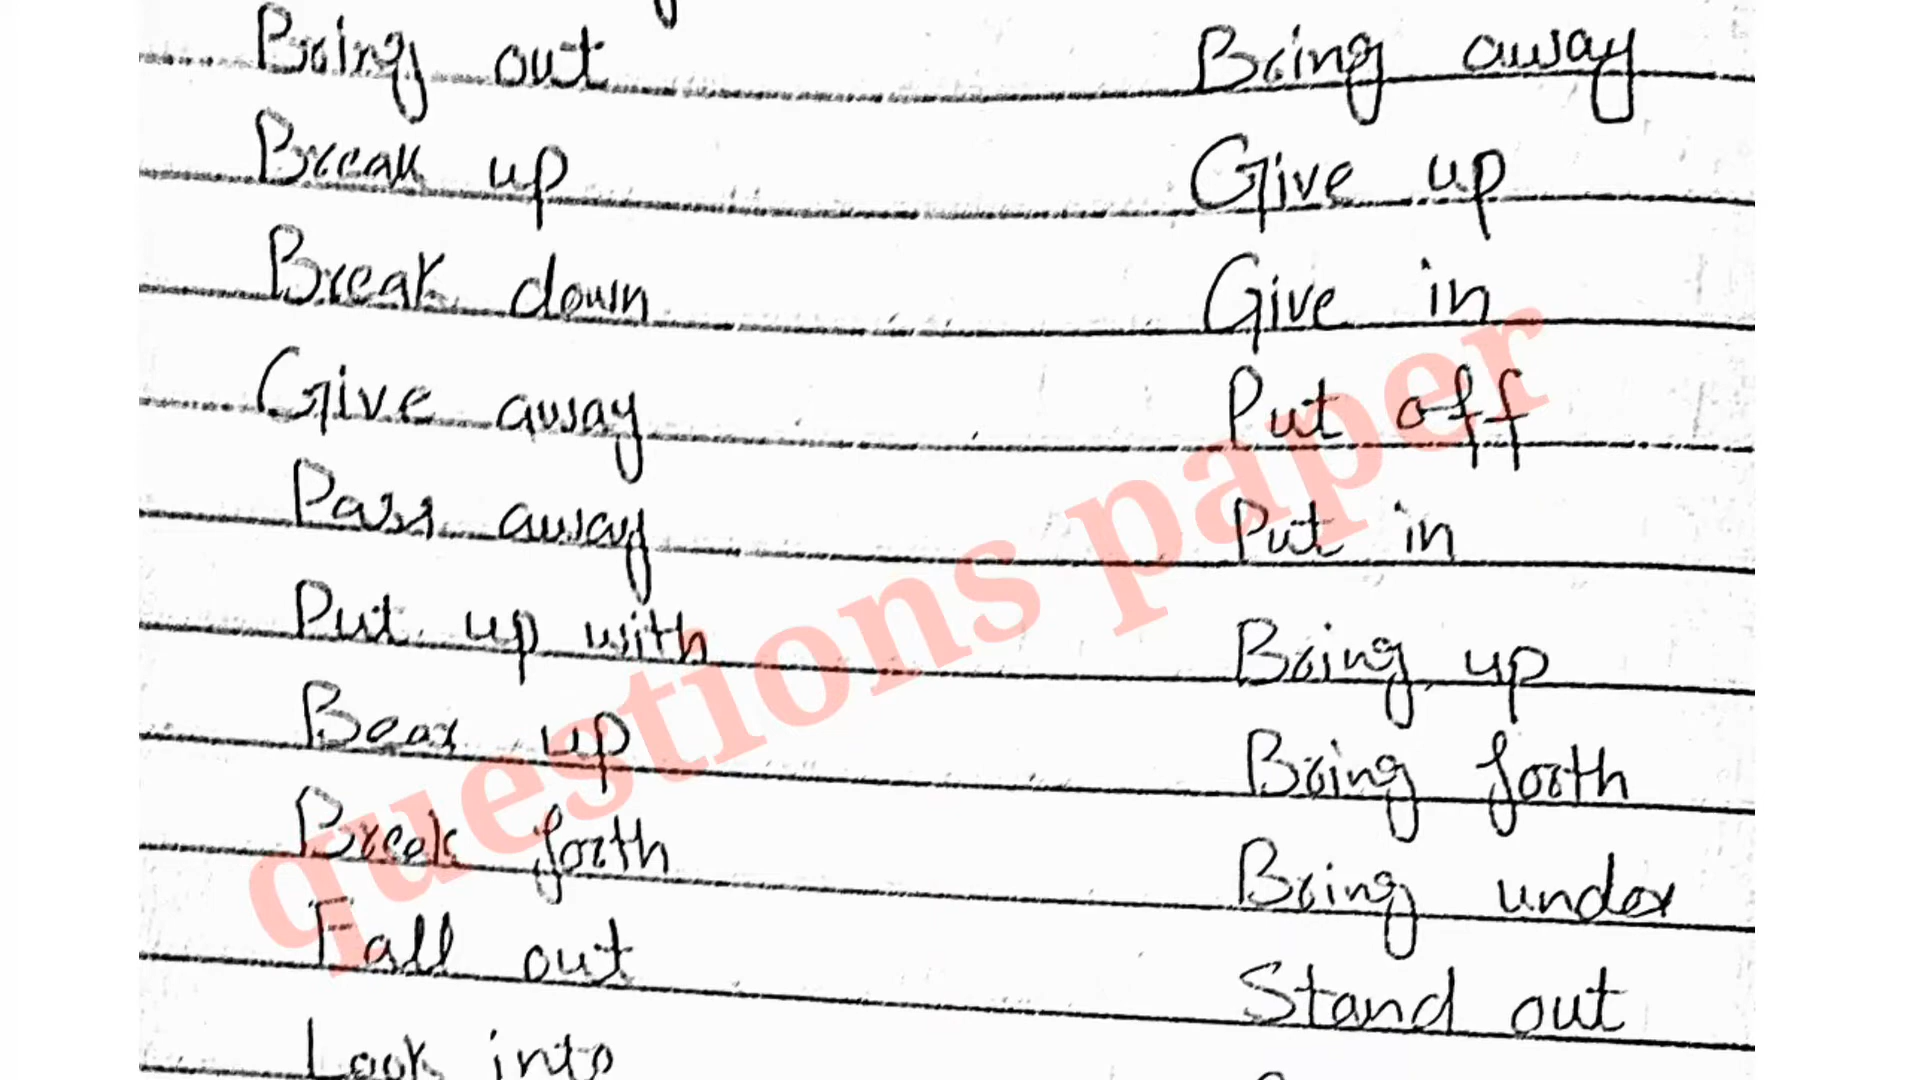 Bring out Bring away
Break up Give up
Break down Give in
Give away Put off
Pass away Put in
Put up with Bring up
Bear up Bring forth
Break forth Bring under
Fall out Stand out
Look into
questions paper